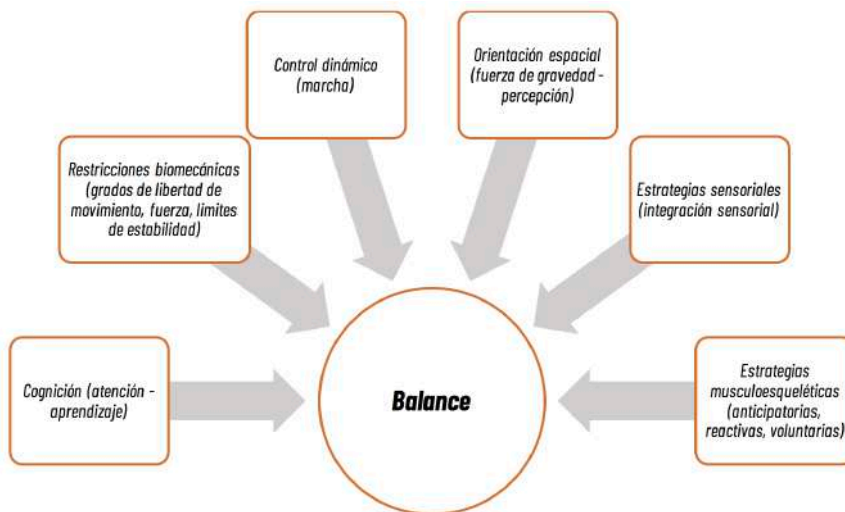 Control dinámico
(marcha)
Orientación espacial
(fuerza de gravedad -
percepción)
Restricciones biomecánicas
(grados de libertad de
movimiento, fuerza, limites
de estabilidad)
Estrategias sensoriales
(integración sensorial)
Cognición (atención -
aprendizaje)
Balance
Estrategias
musculoesqueléticas
(anticipatorias,
reactivas, voluntarias)